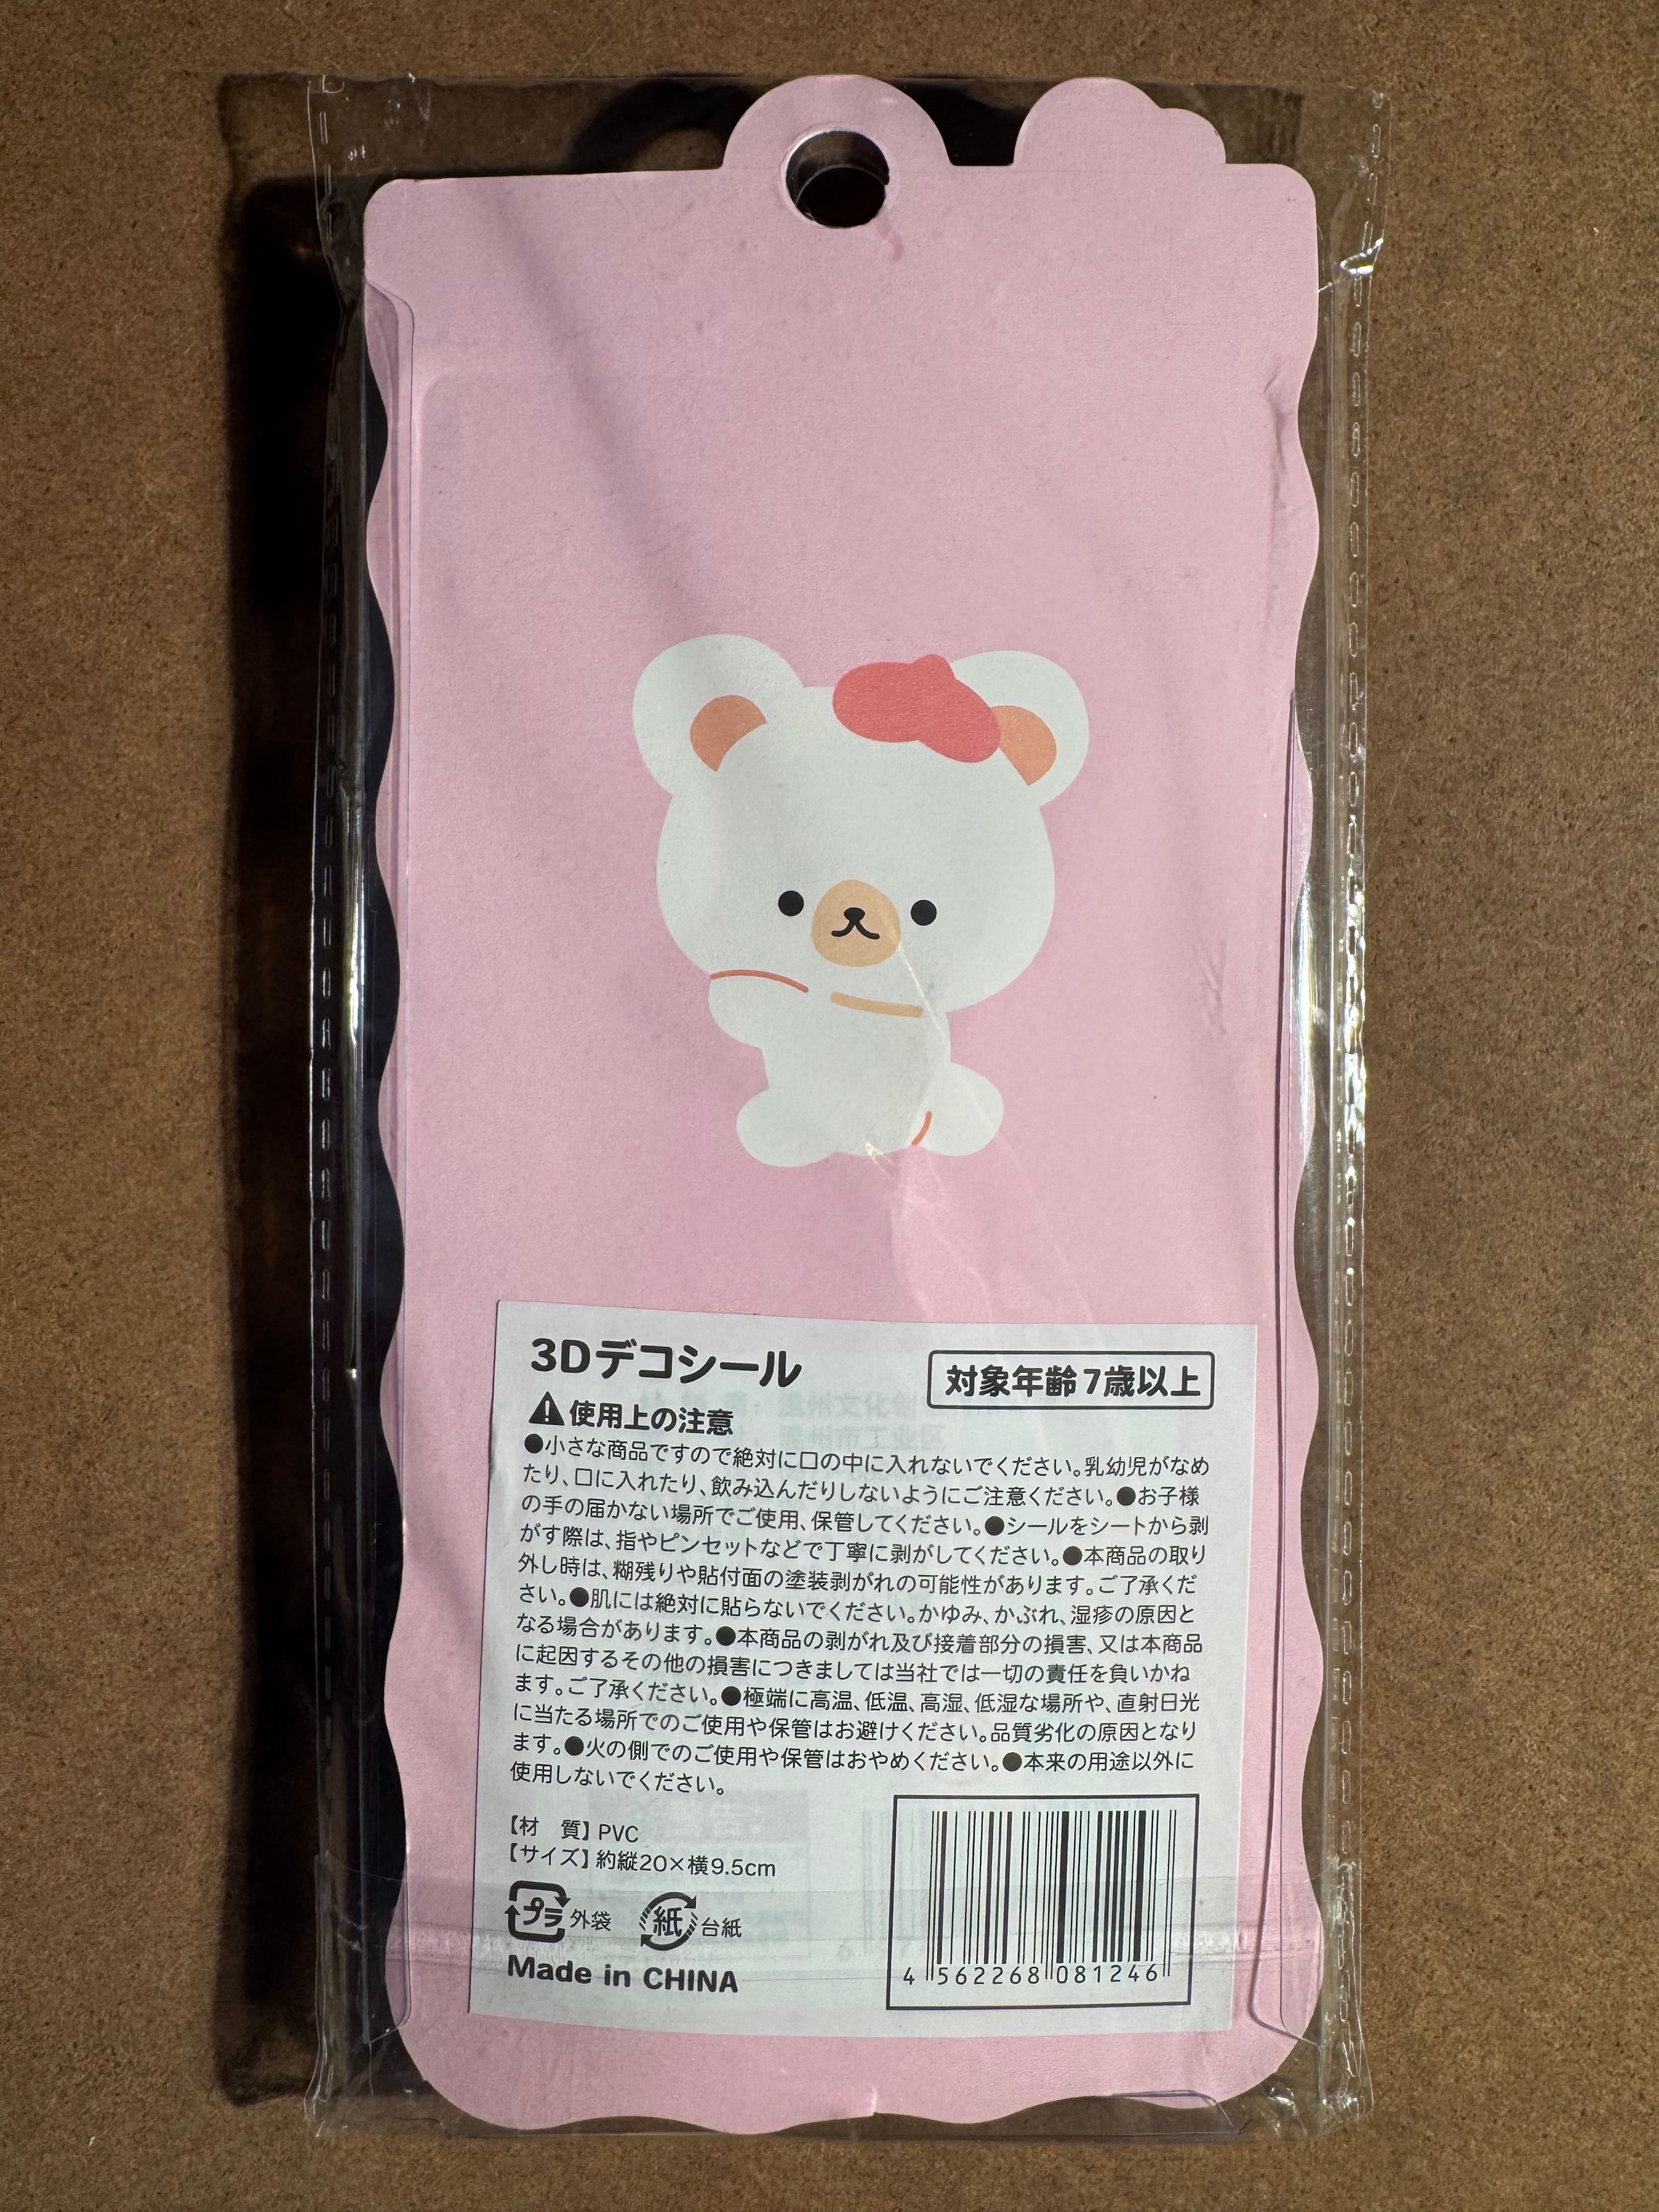 3Dデコシール
対象年齢7歳以上
使用上の注意
●小さな商品ですので絶対に口の中に入れないでください。乳幼児がなめ
たり、口に入れたり、飲み込んだりしないようにご注意ください。●お子様
の手の届かない場所でご使用、保管してください。●シールをシートから剥
がす際は、指やピンセットなどで丁寧に剥がしてください。●本商品の取り
外し時は、糊残りや貼付面の塗装剥がれの可能性があります。ご了承くだ
さい。●肌には絶対に貼らないでください。かゆみ、かぶれ、湿疹の原因と
なる場合があります。●本商品の剥がれ及び接着部分の損害、又は本商品
に起因するその他の損害につきましては当社では一切の責任を負いかね
ます。ご了承ください。●極端に高温、低温、高湿、低湿な場所や、直射日光
に当たる場所でのご使用や保管はお避けください。品質劣化の原因となり
ます。●火の側でのご使用や保管はおやめください。●本来の用途以外に
使用しないでください。
【材　質】PVC
【サイズ】約縦20×横9.5cm
プラ 外袋 紙 台紙
Made in CHINA
4 562268 081246